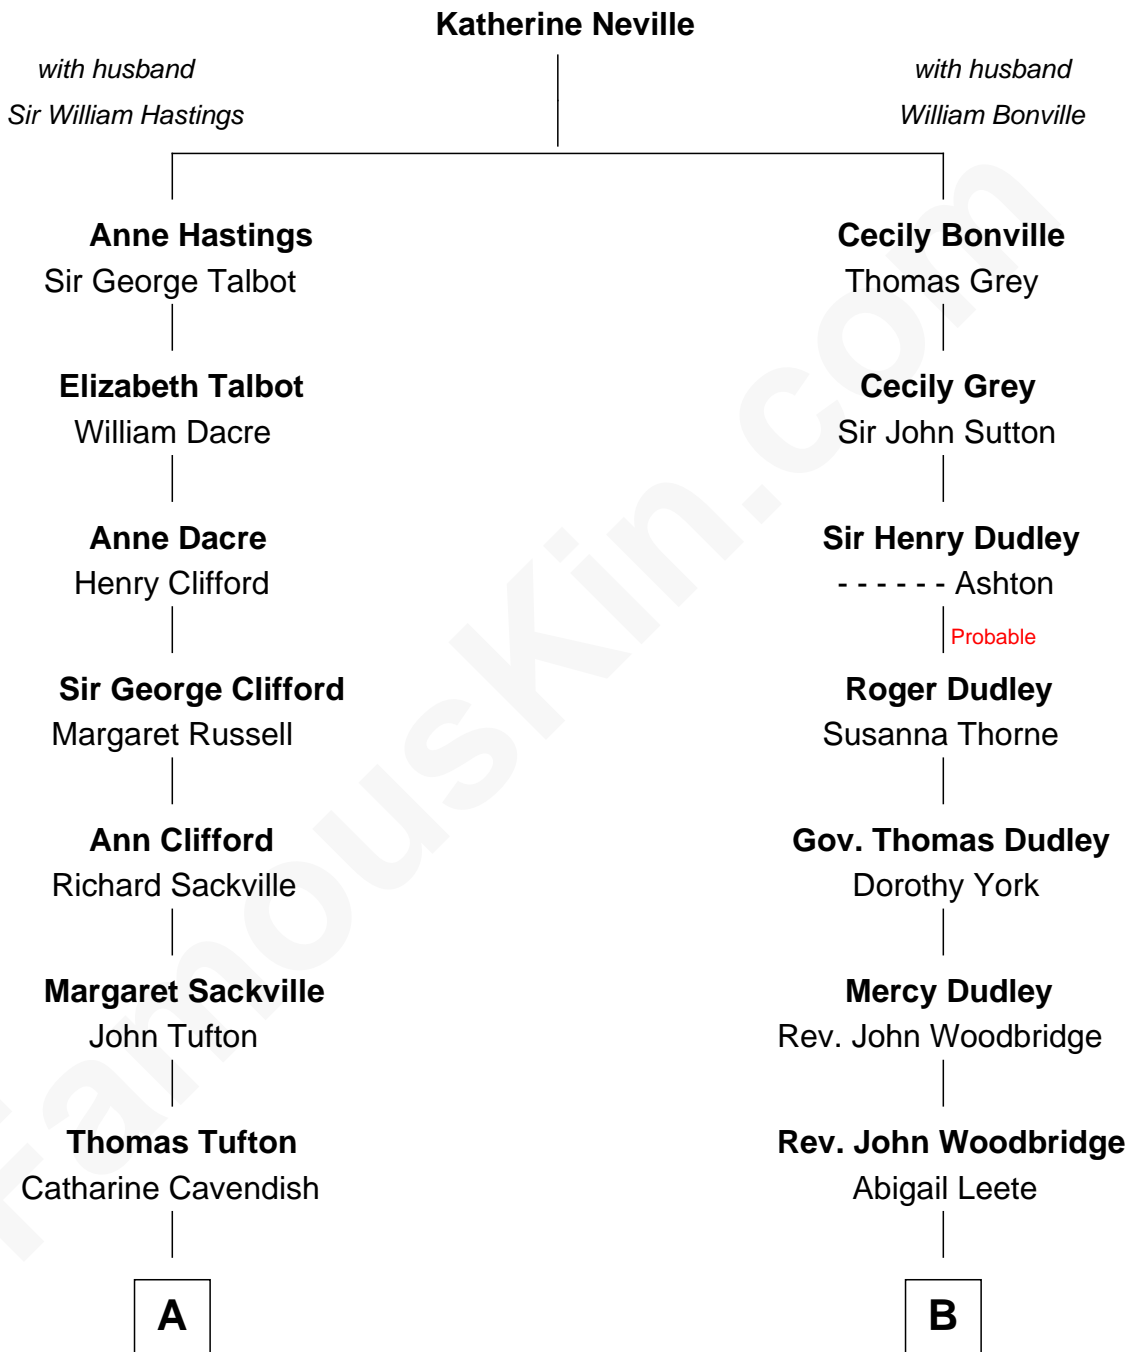 Katherine Neville
with husband
Sir William Hastings
with husband
William Bonville
Anne Hastings
Sir George Talbot
Cecily Bonville
Thomas Grey
Elizabeth Talbot
William Dacre
Cecily Grey
Sir John Sutton
Anne Dacre
Henry Clifford
Sir Henry Dudley
- - - - - - Ashton
Probable
Sir George Clifford
Margaret Russell
Roger Dudley
Susanna Thorne
Ann Clifford
Richard Sackville
Gov. Thomas Dudley
Dorothy York
Margaret Sackville
John Tufton
Mercy Dudley
Rev. John Woodbridge
Thomas Tufton
Catharine Cavendish
Rev. John Woodbridge
Abigail Leete
A
B
FamousKin.com